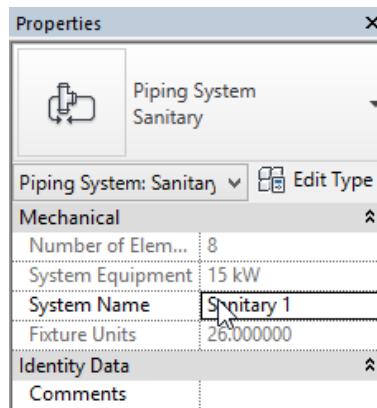 Properties
Piping System
Sanitary
Piping System: Sanitary
Edit Type
Mechanical
Number of Elem... 8
System Equipment 15 kW
System Name Sanitary 1
Fixture Units 26.000000
Identity Data
Comments